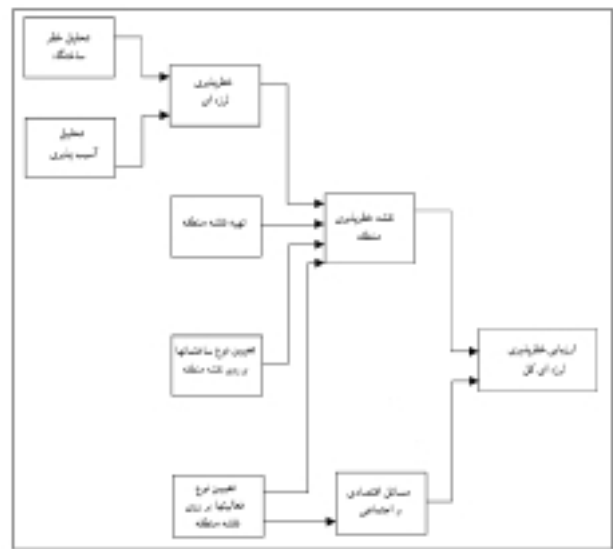 تحلیل خطر
ساختگاه
خطرپذیری
لرزه ای
تحلیل
آسیب پذیری
تهیه نقشه منطقه
نقشه خطرپذیری
منطقه
تعیین نوع ساختمانها
بر روی نقشه منطقه
ارزیابی خطرپذیری
لرزه ای کل
تعیین نوع
فعالیتها بر روی
نقشه منطقه
مسائل اقتصادی
و اجتماعی